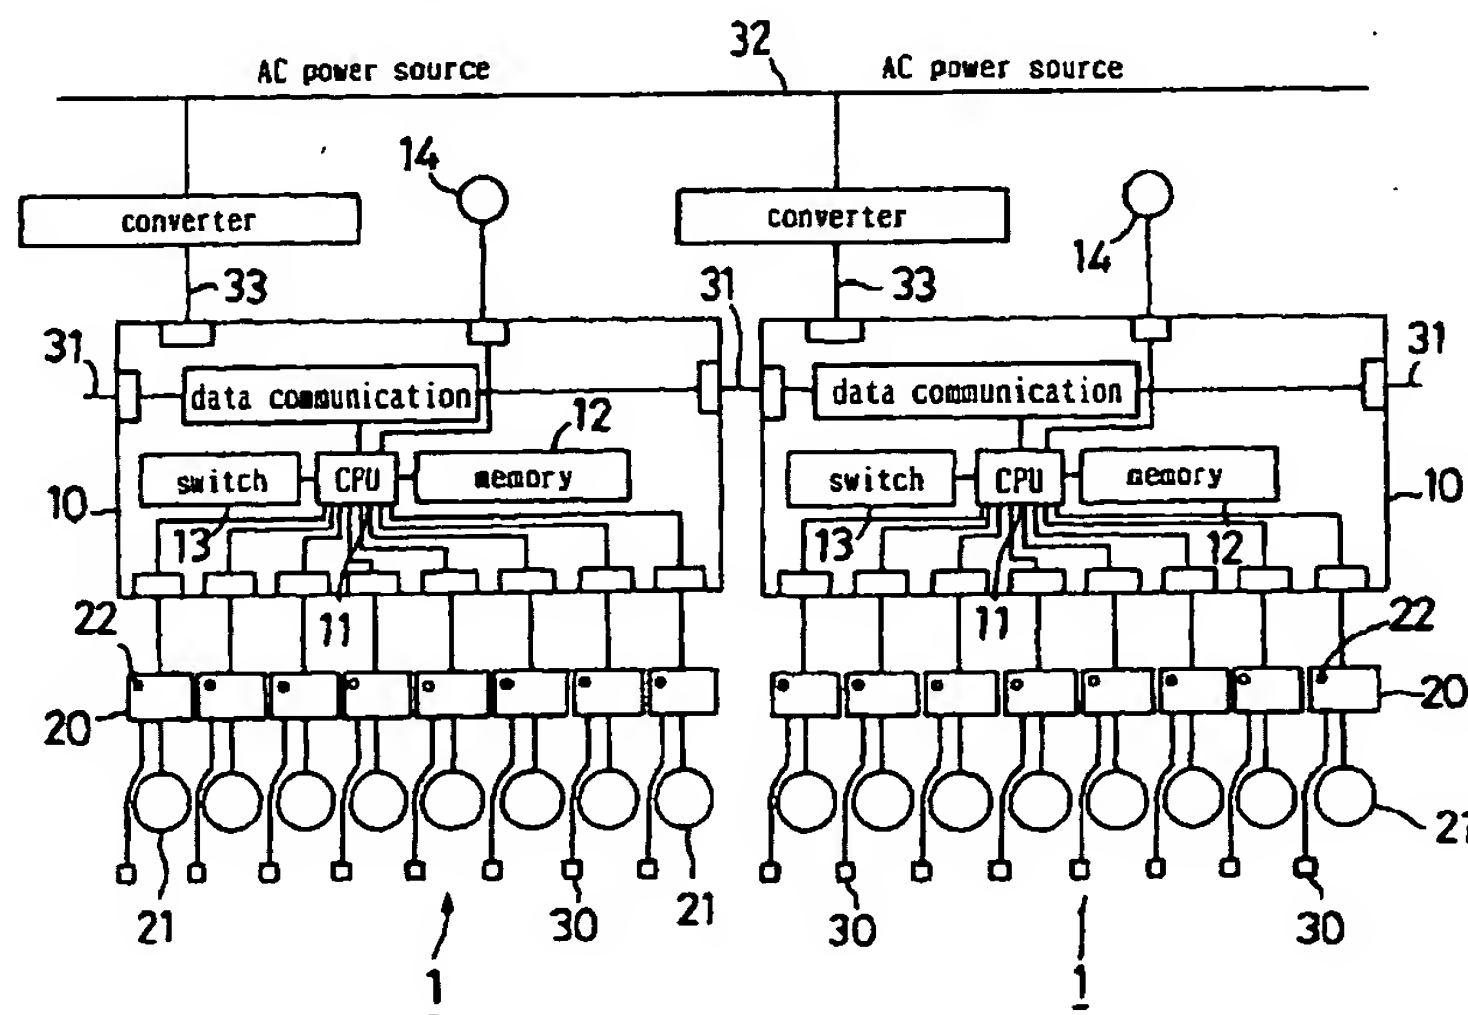 32
AC power source AC power source
14
converter converter
14
33 31 33
31 31
data communication data communication
12
switch CPU memory switch CPU memory
10 10
13 13 12
11 11
22 22
20 20
21
21 30 21 30 30
1 1